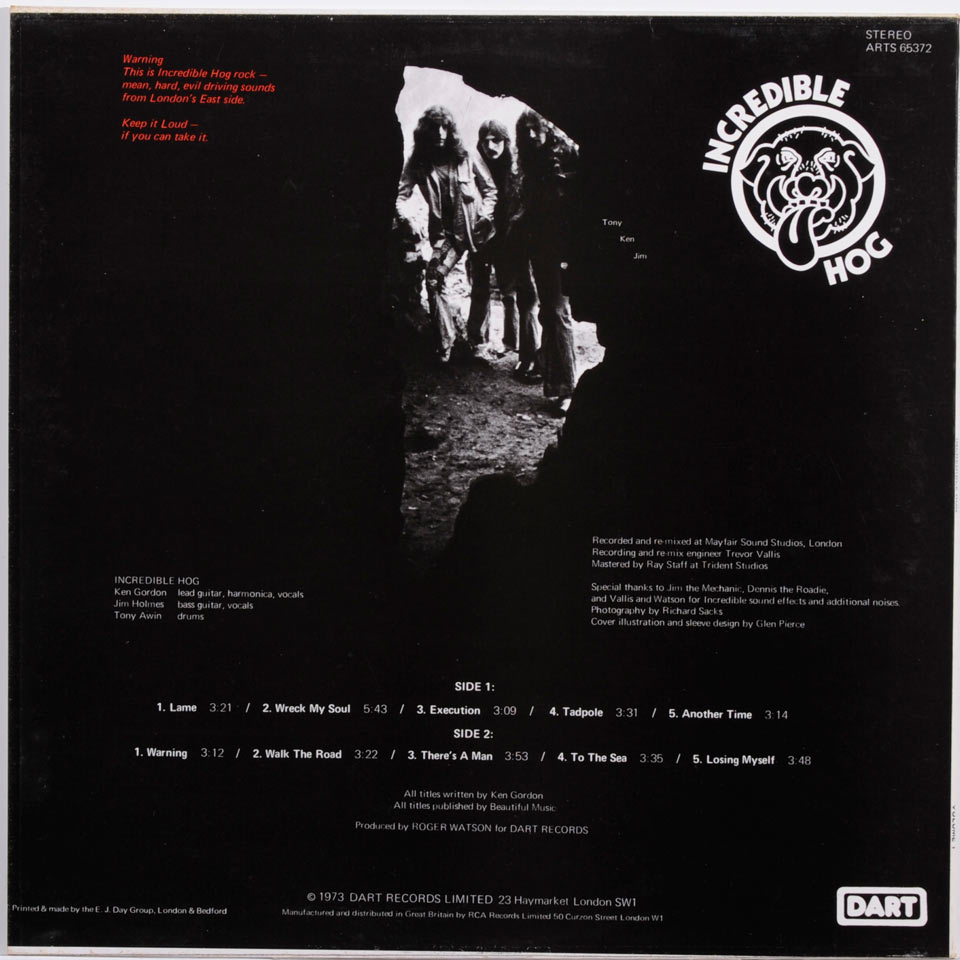 STEREO
ARTS 65372
Warning
This is Incredible Hog rock –
mean, hard, evil driving sounds
from London's East side.
Keep it Loud –
if you can take it.
INCREDIBLE
HOG
Tony
Ken
Jim
Recorded and re-mixed at Mayfair Sound Studios, London
Recording and re-mix engineer Trevor Vallis
Mastered by Ray Staff at Trident Studios
Special thanks to Jim the Mechanic, Dennis the Roadie,
and Vallis and Watson for Incredible sound effects and additional noises.
Photography by Richard Sacks
Cover illustration and sleeve design by Glen Pierce
INCREDIBLE HOG
Ken Gordon lead guitar, harmonica, vocals
Jim Holmes bass guitar, vocals
Tony Awin drums
SIDE 1:
1. Lame 3:21 / 2. Wreck My Soul 5:43 / 3. Execution 3:09 / 4. Tadpole 3:31 / 5. Another Time 3:14
SIDE 2:
1. Warning 3:12 / 2. Walk The Road 3:22 / 3. There's A Man 3:53 / 4. To The Sea 3:35 / 5. Losing Myself 3:48
All titles written by Ken Gordon
All titles published by Beautiful Music
Produced by ROGER WATSON for DART RECORDS
© 1973 DART RECORDS LIMITED 23 Haymarket London SW1
Manufactured and distributed in Great Britain by RCA Records Limited 50 Curzon Street London W1
Printed & made by the E. J. Day Group, London & Bedford
DART